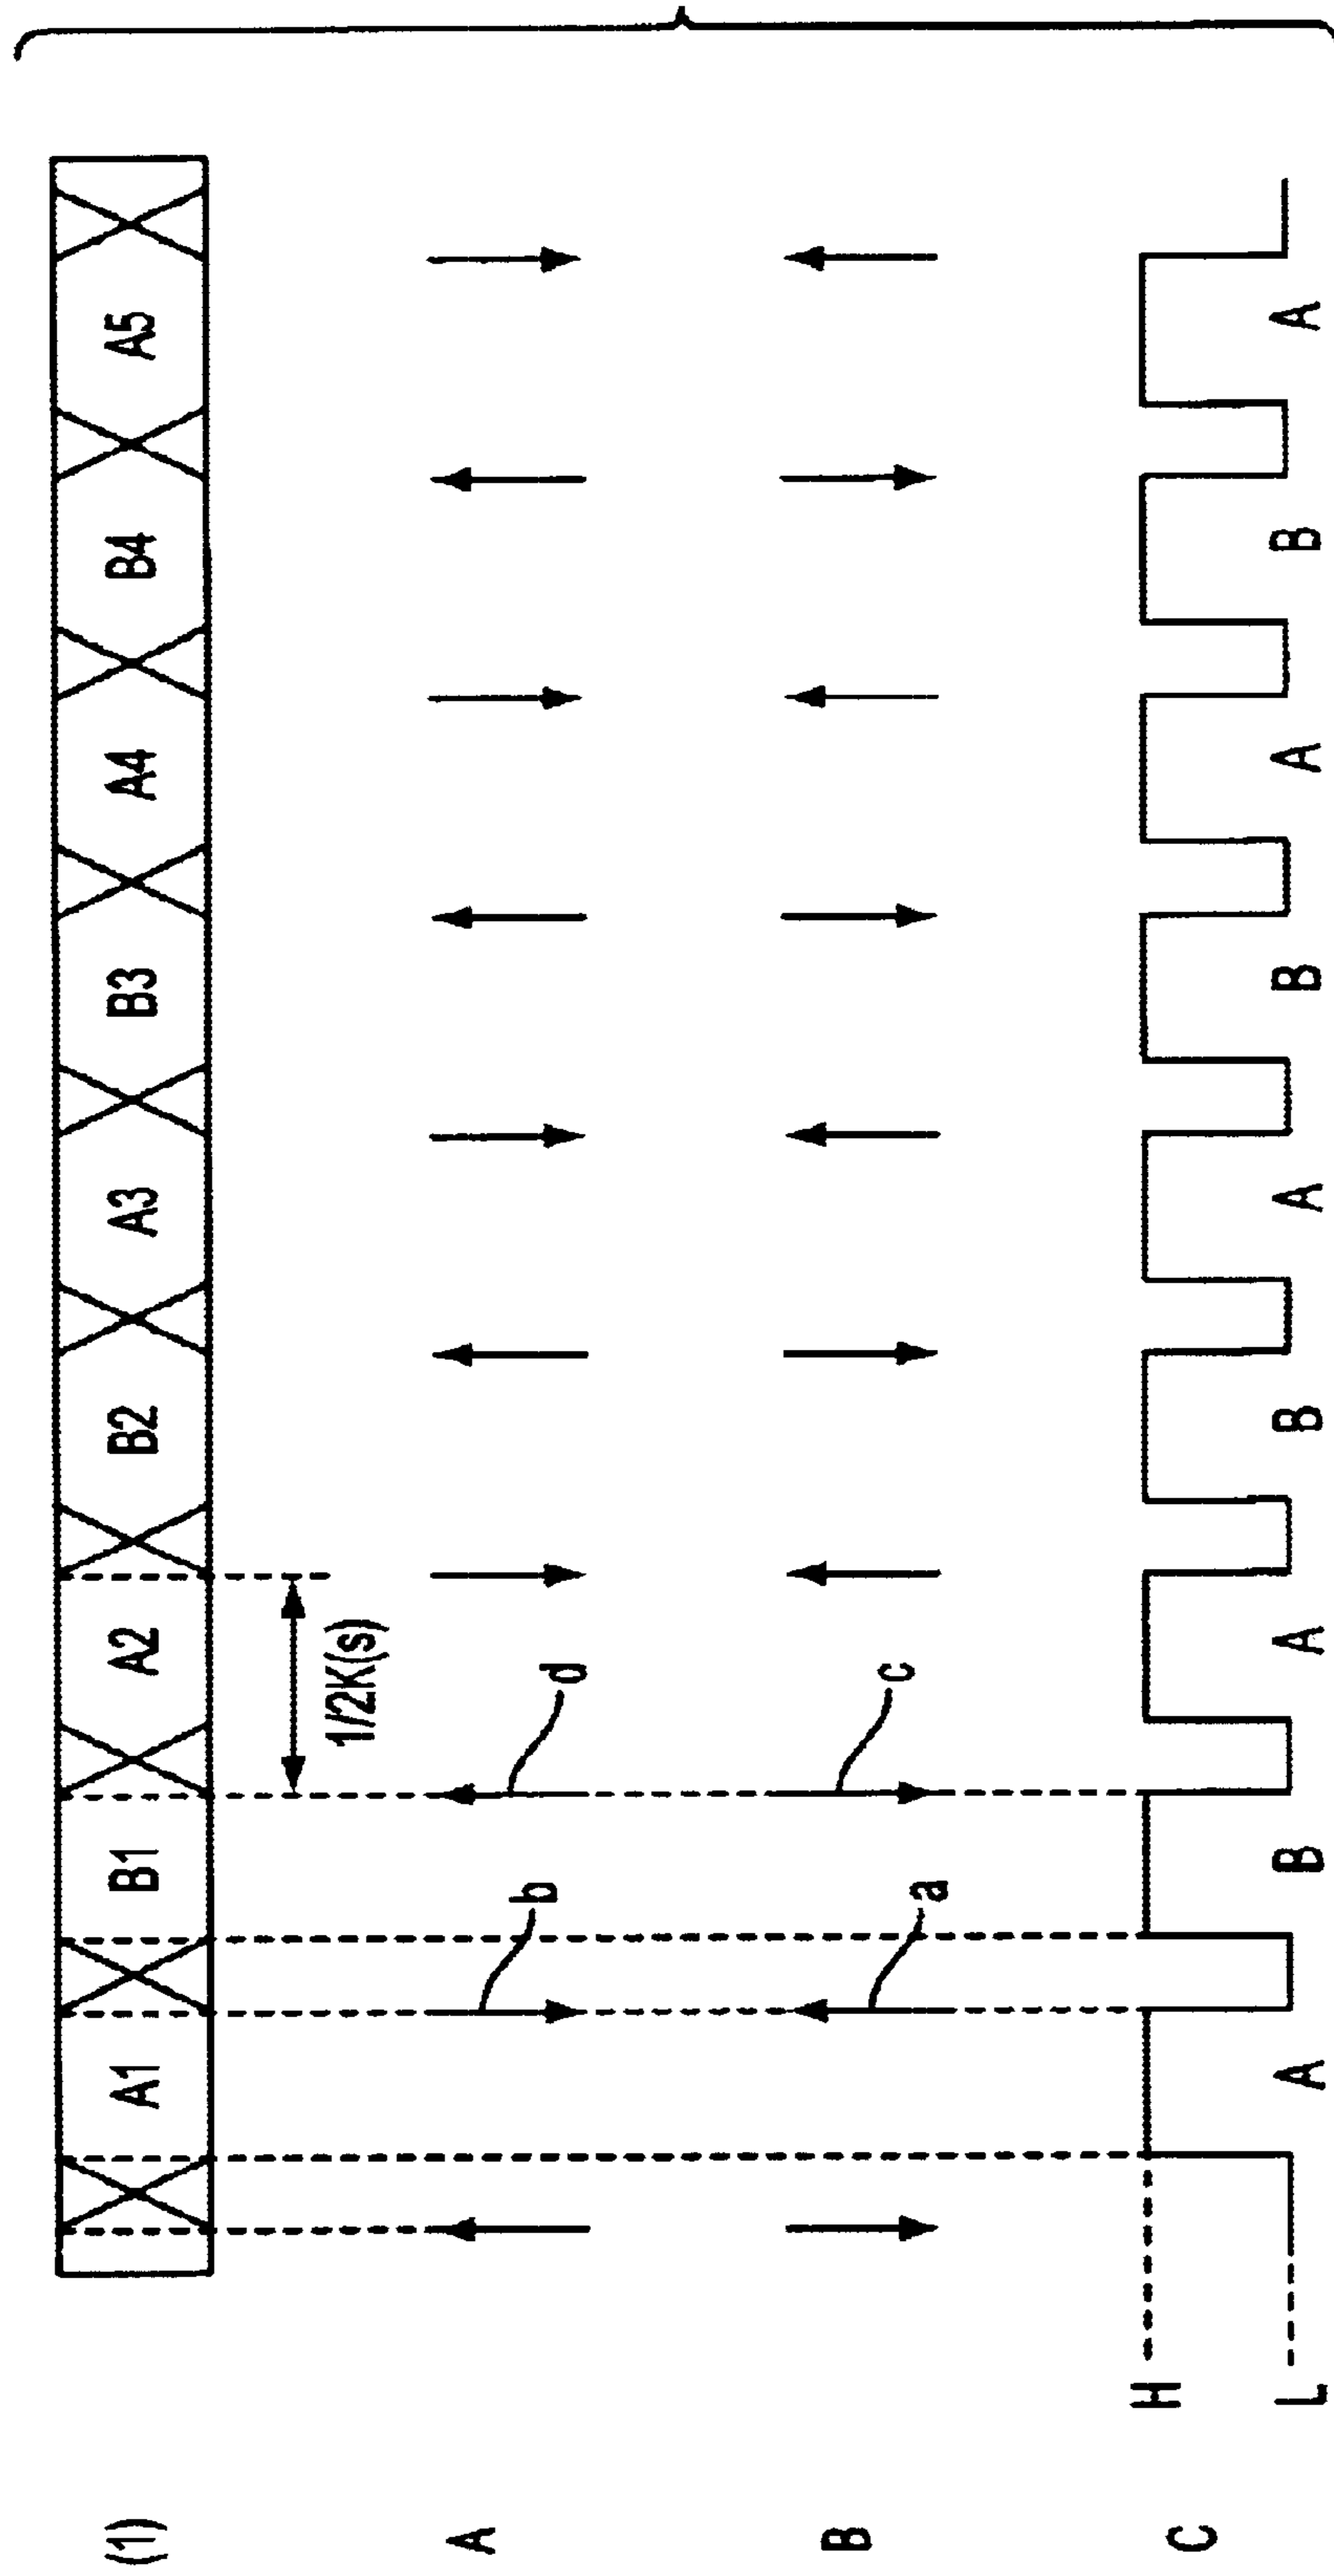 (1) A1 B1 A2 B2 A3 B3 A4 B4 A5
1/2K(s)
A b d
B a c
C H
L A B A B A B A B A